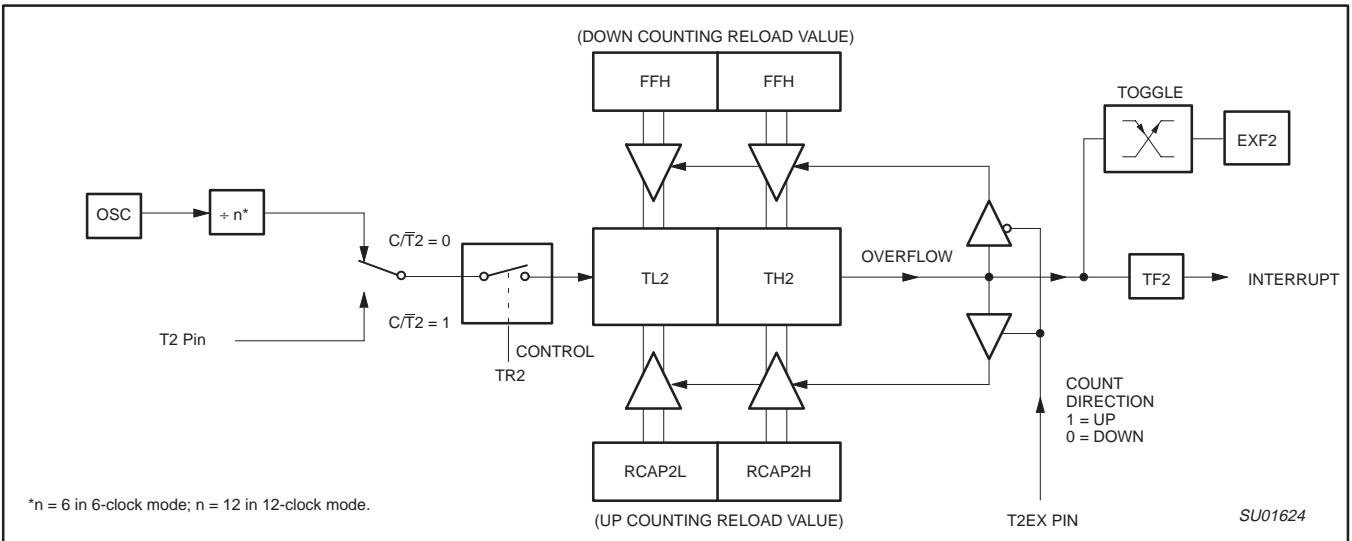 (DOWN COUNTING RELOAD VALUE)
FFH
FFH
TOGGLE
EXF2
OSC
÷ n*
C/T̅2 = 0
TL2
TH2
OVERFLOW
TF2
INTERRUPT
C/T̅2 = 1
T2 Pin
CONTROL
TR2
COUNT
DIRECTION
1 = UP
0 = DOWN
RCAP2L
RCAP2H
*n = 6 in 6-clock mode; n = 12 in 12-clock mode.
(UP COUNTING RELOAD VALUE)
T2EX PIN
SU01624